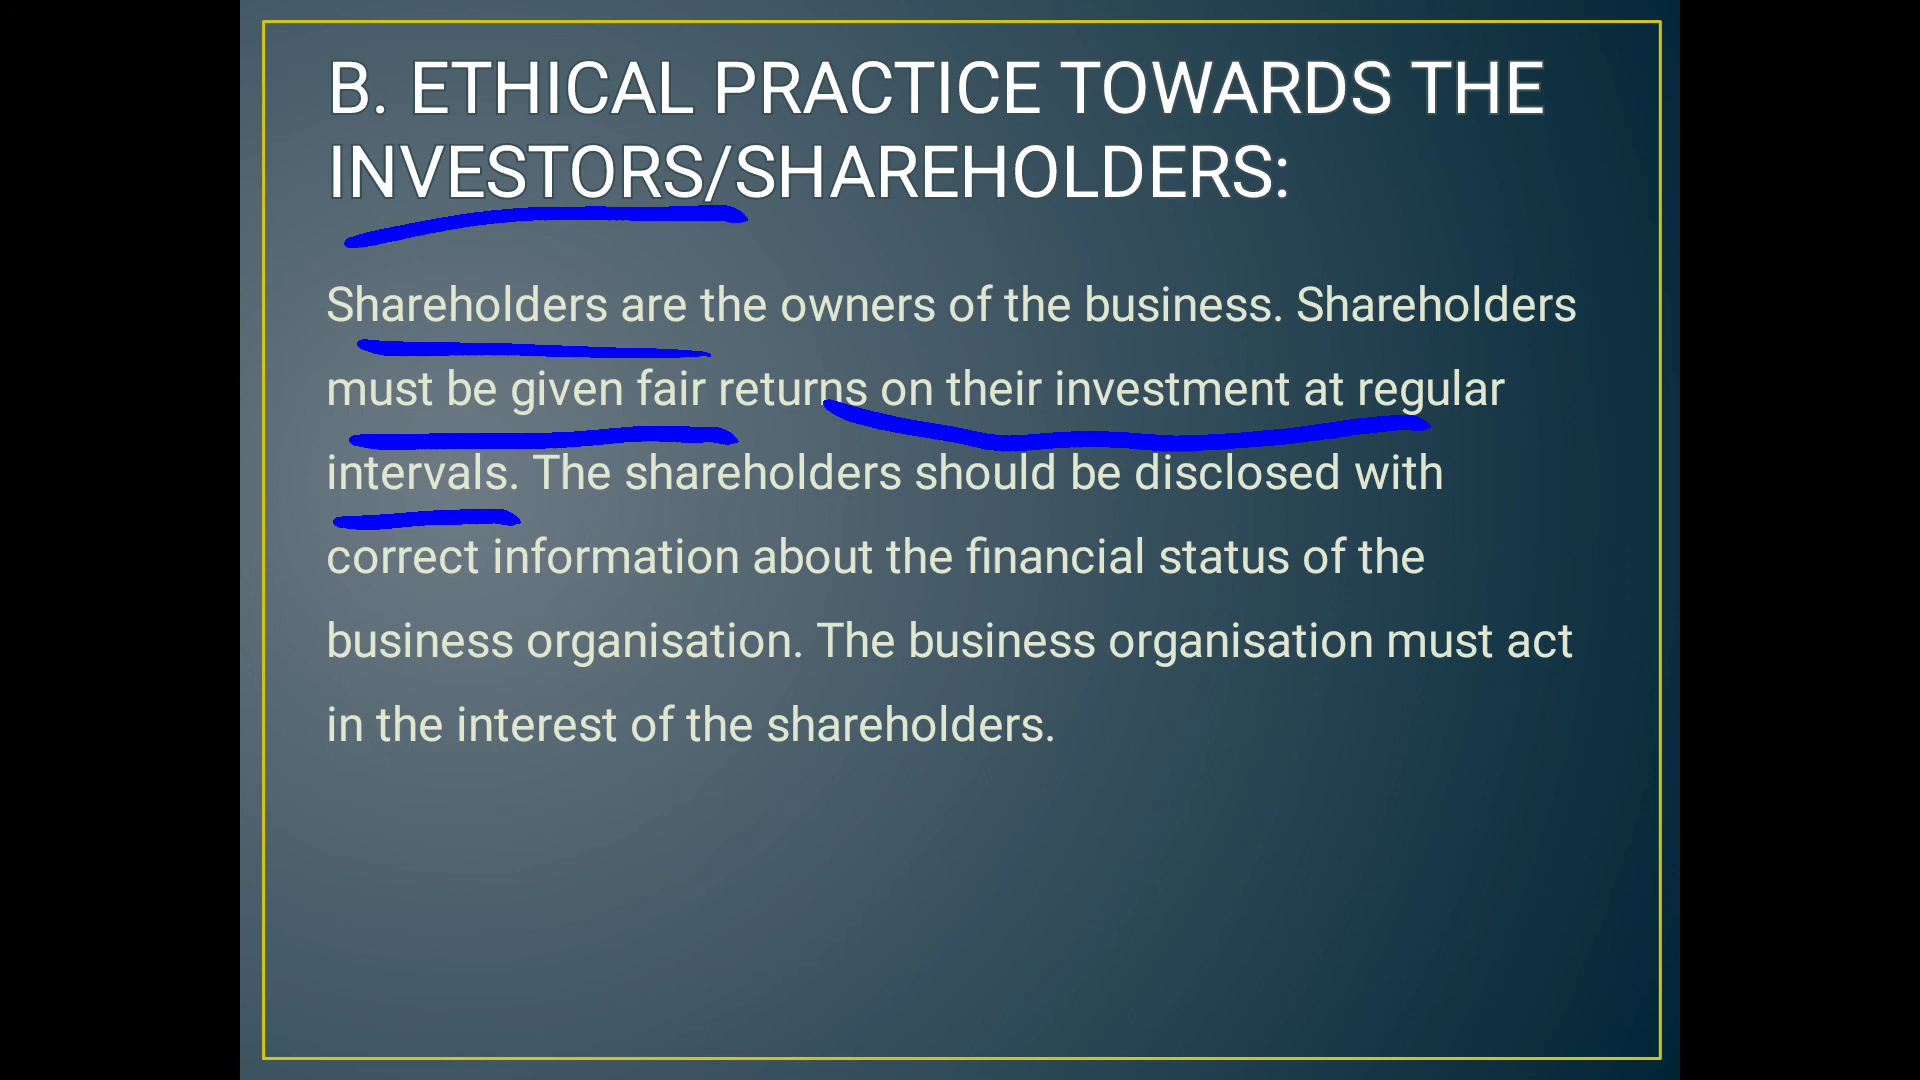 B. ETHICAL PRACTICE TOWARDS THE
INVESTORS/SHAREHOLDERS:
Shareholders are the owners of the business. Shareholders
must be given fair returns on their investment at regular
intervals. The shareholders should be disclosed with
correct information about the financial status of the
business organisation. The business organisation must act
in the interest of the shareholders.